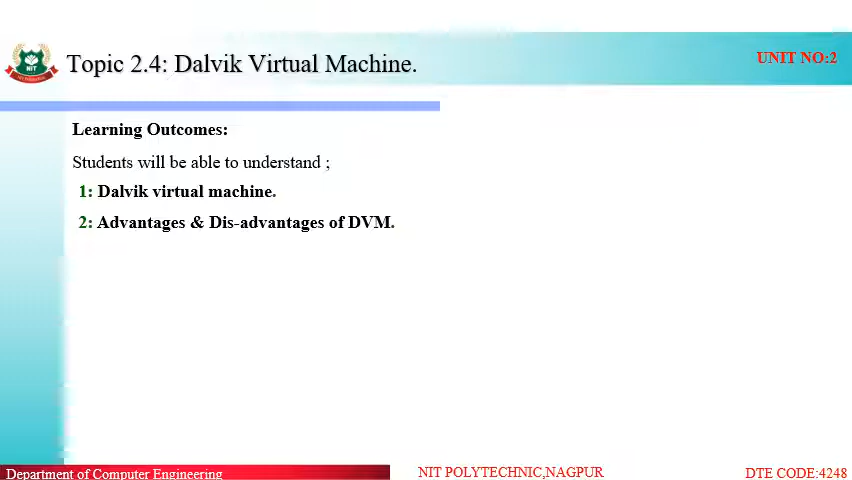 Topic 2.4: Dalvik Virtual Machine.
UNIT NO:2
NIT
Learning Outcomes:
Students will be able to understand ;
1: Dalvik virtual machine.
2: Advantages & Dis-advantages of DVM.
Department of Computer Engineering
NIT POLYTECHNIC,NAGPUR
DTE CODE:4248